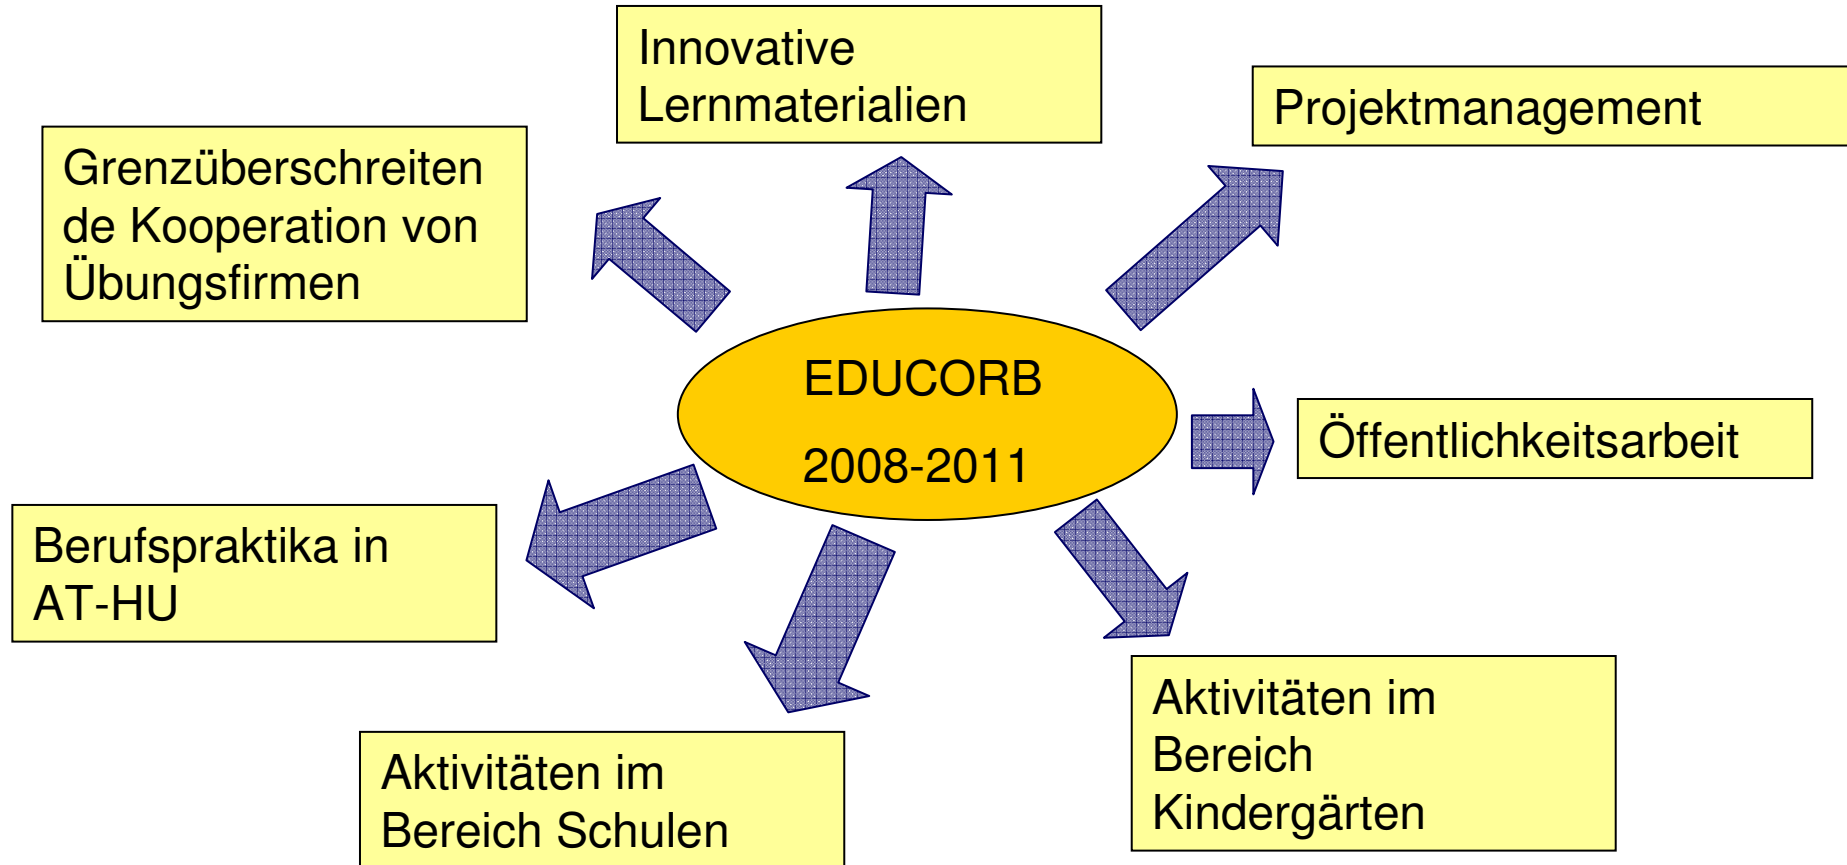 Innovative
Lernmaterialien
Projektmanagement
Grenzüberschreiten
de Kooperation von
Übungsfirmen
EDUCORB
2008-2011
Öffentlichkeitsarbeit
Berufspraktika in
AT-HU
Aktivitäten im
Bereich
Kindergärten
Aktivitäten im
Bereich Schulen